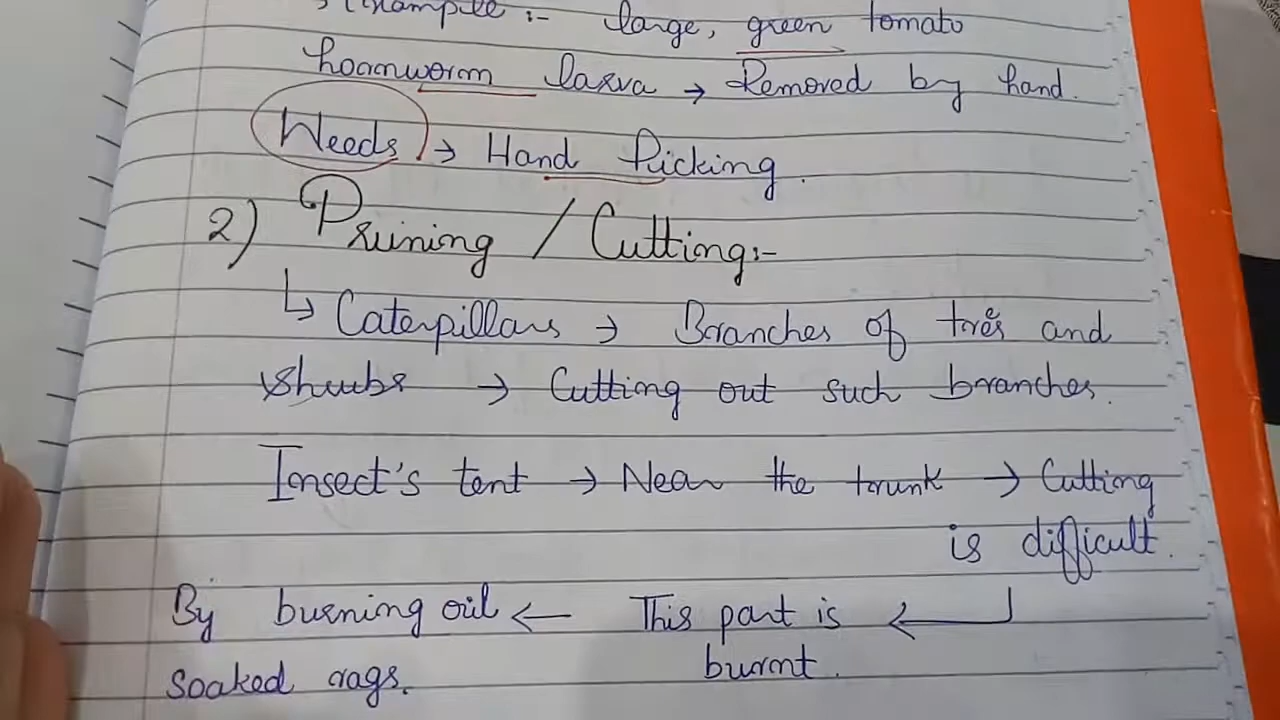 Example :- large, green tomato
hornworm larva → Removed by hand.
Weeds → Hand Picking.
2) Pruning / Cutting:-
↳ Caterpillars → Branches of trees and
shrubs → Cutting out such branches.
Insect's tent → Near the trunk → Cutting
is difficult.
By burning oil ← This part is ←
soaked rags. burnt.